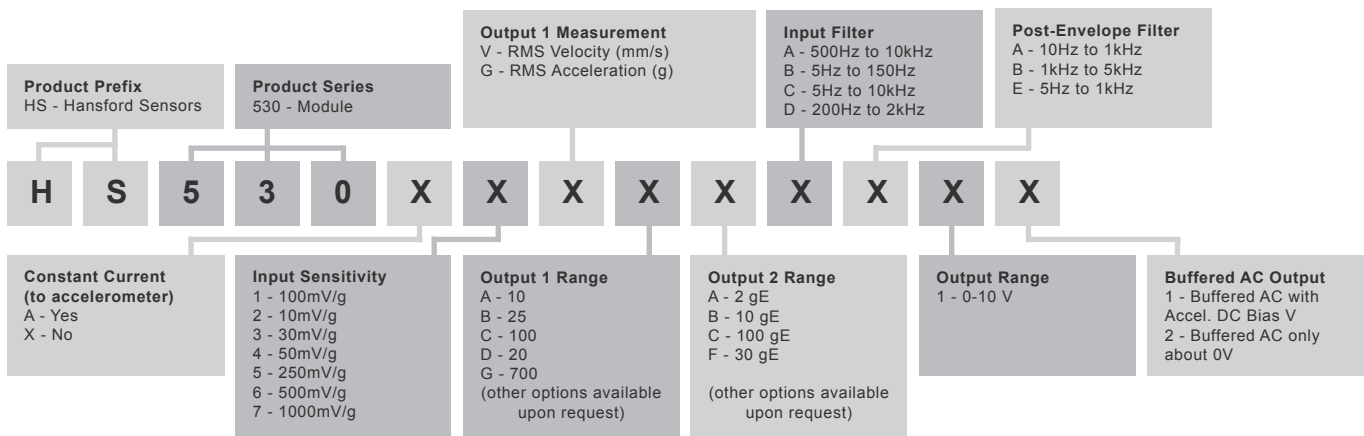 Output 1 Measurement
V - RMS Velocity (mm/s)
G - RMS Acceleration (g)
Input Filter
A - 500Hz to 10kHz
B - 5Hz to 150Hz
C - 5Hz to 10kHz
D - 200Hz to 2kHz
Post-Envelope Filter
A - 10Hz to 1kHz
B - 1kHz to 5kHz
E - 5Hz to 1kHz
Product Prefix
HS - Hansford Sensors
Product Series
530 - Module
H S 5 3 0 X X X X X X X X X
Constant Current
(to accelerometer)
A - Yes
X - No
Input Sensitivity
1 - 100mV/g
2 - 10mV/g
3 - 30mV/g
4 - 50mV/g
5 - 250mV/g
6 - 500mV/g
7 - 1000mV/g
Output 1 Range
A - 10
B - 25
C - 100
D - 20
G - 700
(other options available
upon request)
Output 2 Range
A - 2 gE
B - 10 gE
C - 100 gE
F - 30 gE
(other options available
upon request)
Output Range
1 - 0-10 V
Buffered AC Output
1 - Buffered AC with
Accel. DC Bias V
2 - Buffered AC only
about 0V